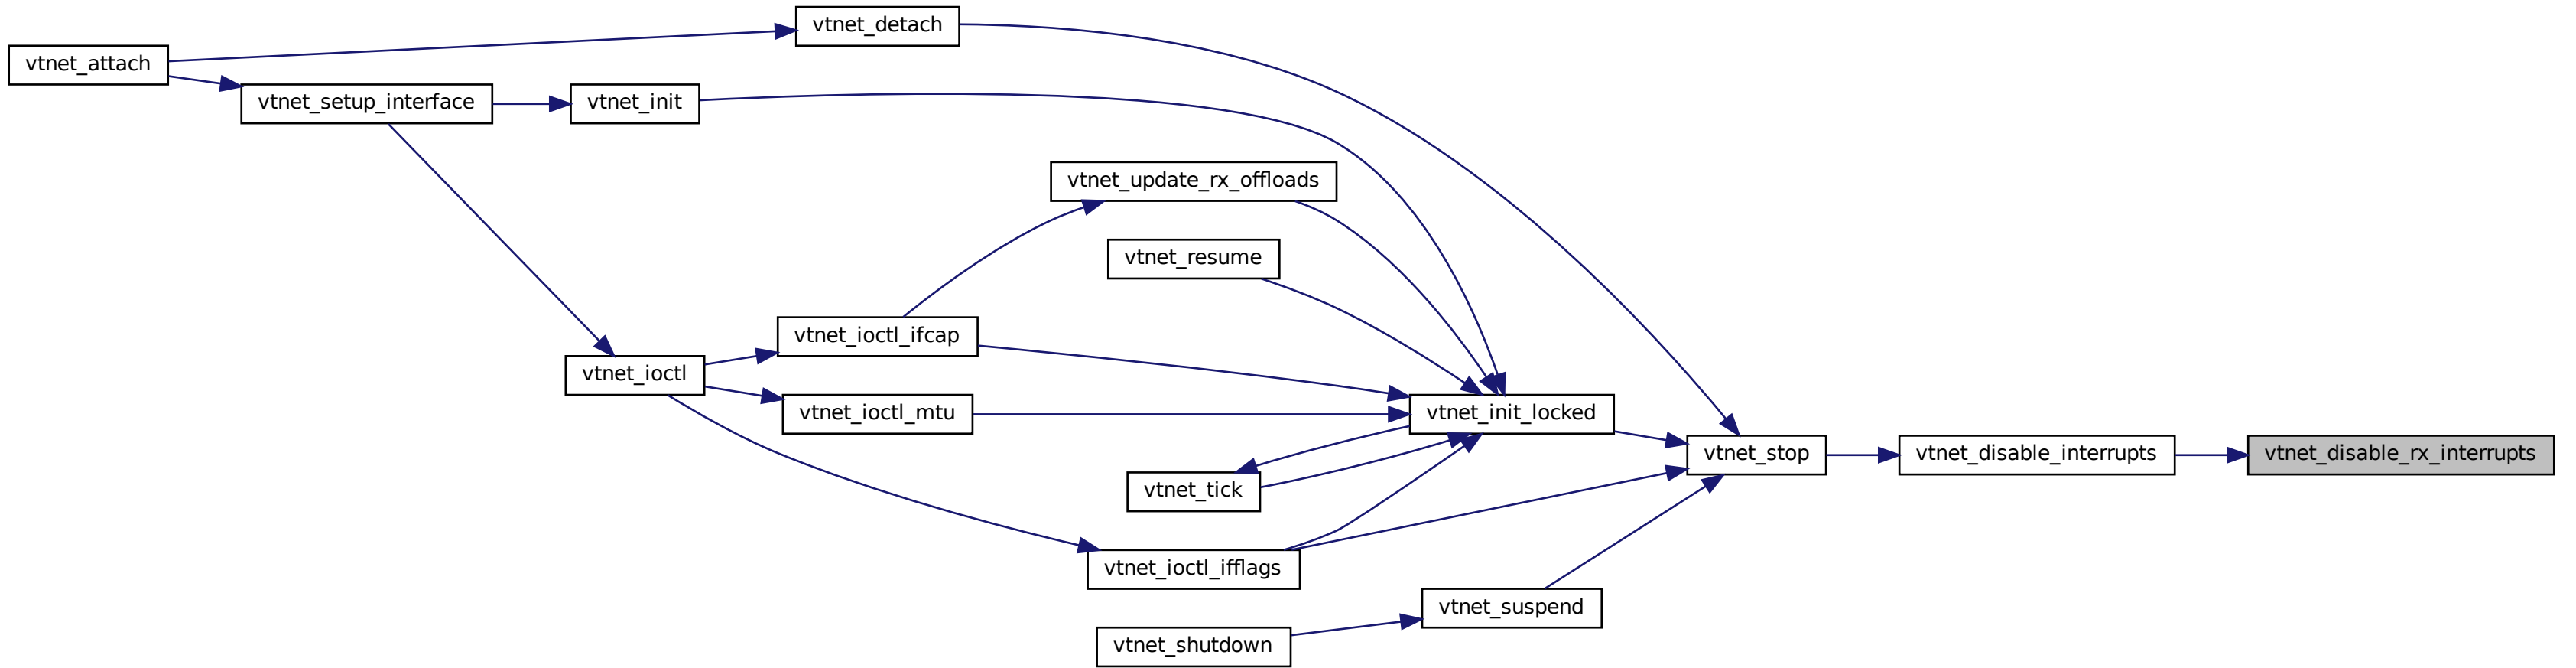 vtnet_detach
vtnet_attach
vtnet_setup_interface
vtnet_init
vtnet_update_rx_offloads
vtnet_resume
vtnet_ioctl_ifcap
vtnet_ioctl
vtnet_ioctl_mtu
vtnet_init_locked
vtnet_stop
vtnet_disable_interrupts
vtnet_disable_rx_interrupts
vtnet_tick
vtnet_ioctl_ifflags
vtnet_suspend
vtnet_shutdown